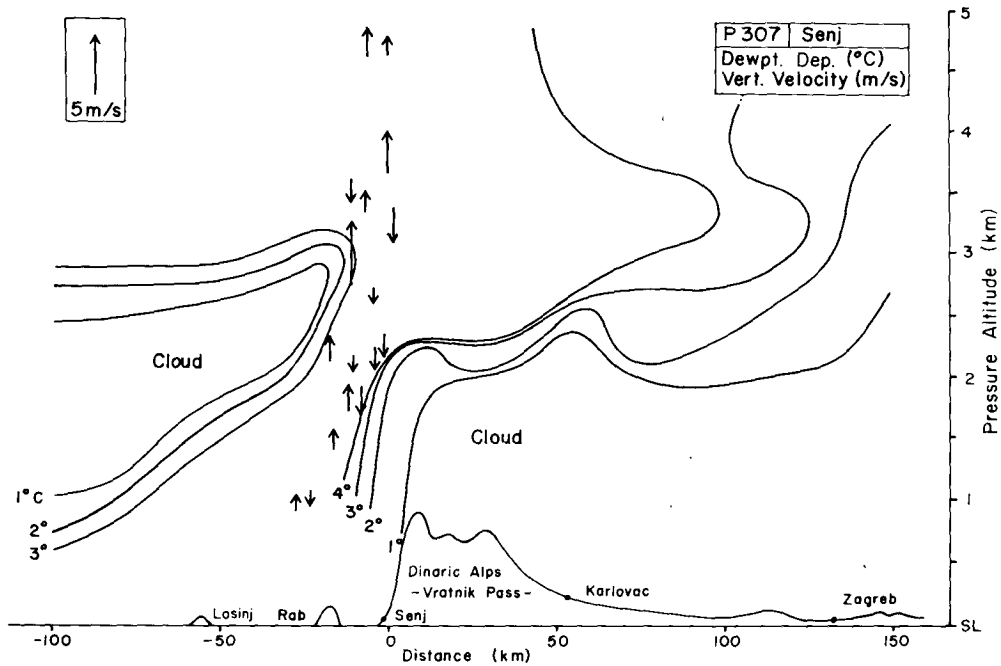 5m/s
P 307 Senj
Dewpt. Dep. (°C)
Vert. Velocity (m/s)
5
4
3
2
1
SL
Pressure Altitude (km)
Cloud
Cloud
1°C
2°
3°
4°
3°
2°
1°
Dinaric Alps
- Vratnik Pass -
Losinj
Rab
Senj
Karlovac
Zagreb
-100
-50
0
50
100
150
Distance (km)